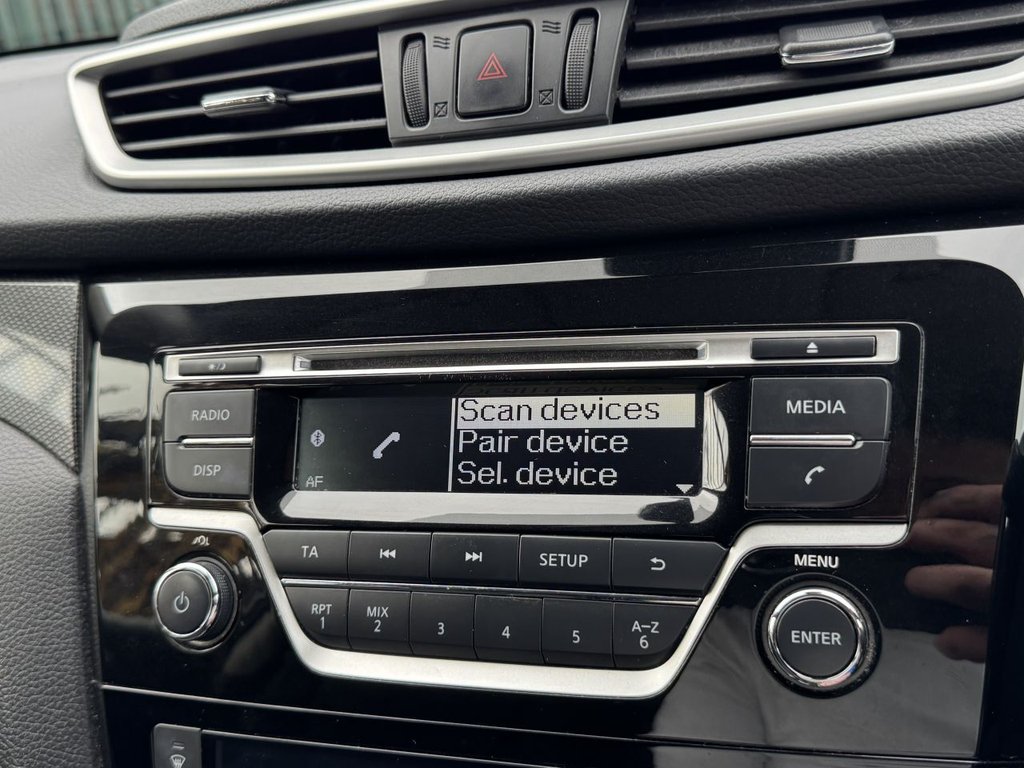 Scan devices
RADIO
MEDIA
Pair device
DISP
Sel. device
AF
VOL
TA
SETUP
MENU
RPT
1
MIX
2
3
4
5
A–Z
6
ENTER